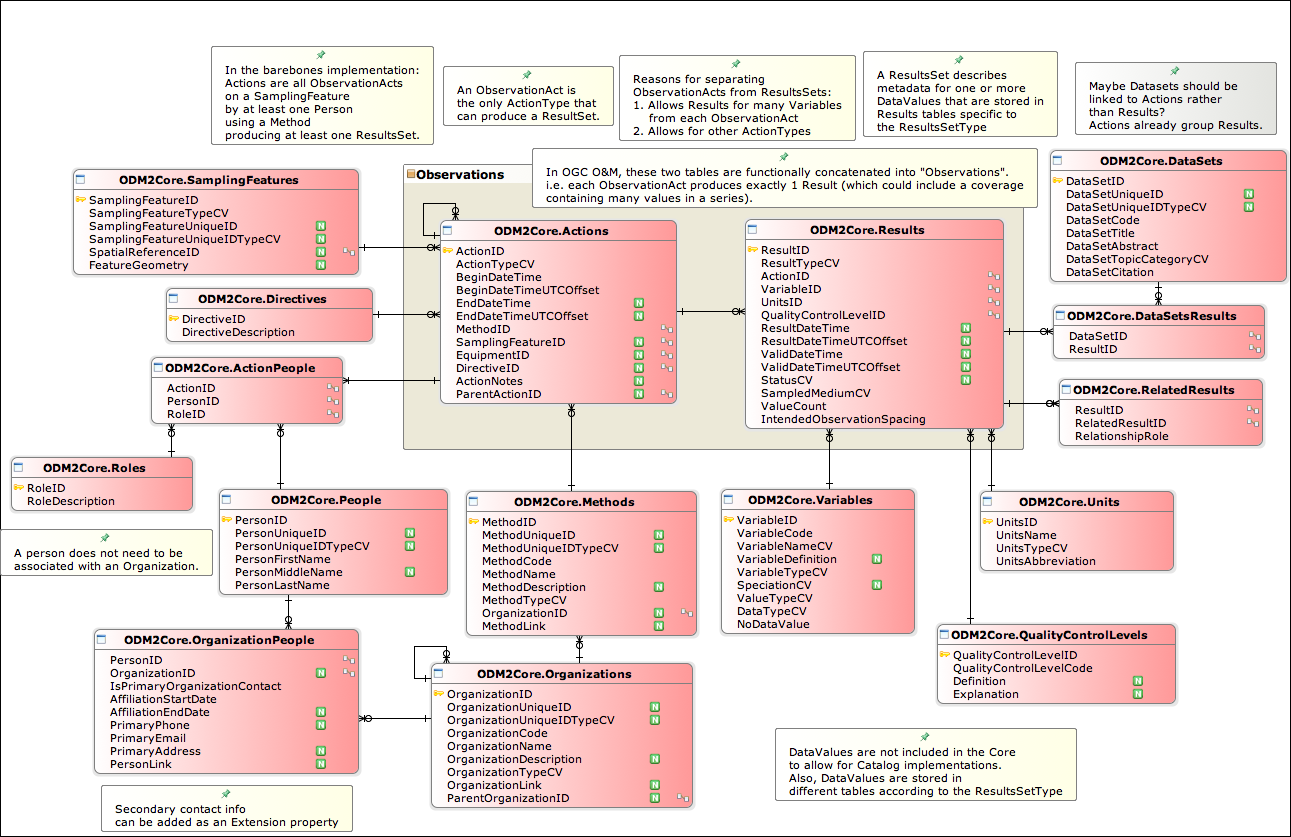 In the barebones implementation:
Actions are all ObservationActs
on a SamplingFeature
by at least one Person
using a Method
producing at least one ResultsSet.
An ObservationAct is
the only ActionType that
can produce a ResultSet.
Reasons for separating
ObservationActs from ResultsSets:
1. Allows Results for many Variables
from each ObservationAct
2. Allows for other ActionTypes
A ResultsSet describes
metadata for one or more
DataValues that are stored in
Results tables specific to
the ResultsSetType
Maybe Datasets should be
linked to Actions rather
than Results?
Actions already group Results.
Observations
In OGC O&M, these two tables are functionally concatenated into "Observations".
i.e. each ObservationAct produces exactly 1 Result (which could include a coverage
containing many values in a series).
ODM2Core.SamplingFeatures
SamplingFeatureID
SamplingFeatureTypeCV
SamplingFeatureUniqueID N
SamplingFeatureUniqueIDTypeCV N
SpatialReferenceID N
FeatureGeometry N
ODM2Core.Directives
DirectiveID
DirectiveDescription
ODM2Core.ActionPeople
ActionID
PersonID
RoleID
ODM2Core.Roles
RoleID
RoleDescription
A person does not need to be
associated with an Organization.
ODM2Core.Actions
ActionID
ActionTypeCV
BeginDateTime
BeginDateTimeUTCOffset
EndDateTime N
EndDateTimeUTCOffset N
MethodID
SamplingFeatureID N
EquipmentID N
DirectiveID N
ActionNotes N
ParentActionID N
ODM2Core.Results
ResultID
ResultTypeCV
ActionID
VariableID
UnitsID
QualityControlLevelID
ResultDateTime N
ResultDateTimeUTCOffset N
ValidDateTime N
ValidDateTimeUTCOffset N
StatusCV N
SampledMediumCV
ValueCount
IntendedObservationSpacing
ODM2Core.DataSets
DataSetID
DataSetUniqueID N
DataSetUniqueIDTypeCV N
DataSetCode
DataSetTitle
DataSetAbstract
DataSetTopicCategoryCV
DataSetCitation
ODM2Core.DataSetsResults
DataSetID
ResultID
ODM2Core.RelatedResults
ResultID
RelatedResultID
RelationshipRole
ODM2Core.People
PersonID
PersonUniqueID N
PersonUniqueIDTypeCV N
PersonFirstName
PersonMiddleName N
PersonLastName
ODM2Core.Methods
MethodID
MethodUniqueID N
MethodUniqueIDTypeCV N
MethodCode
MethodName
MethodDescription N
MethodTypeCV
OrganizationID N
MethodLink N
ODM2Core.Variables
VariableID
VariableCode
VariableNameCV
VariableDefinition N
VariableTypeCV
SpeciationCV N
ValueTypeCV
DataTypeCV
NoDataValue
ODM2Core.Units
UnitsID
UnitsName
UnitsTypeCV
UnitsAbbreviation
ODM2Core.QualityControlLevels
QualityControlLevelID
QualityControlLevelCode
Definition N
Explanation N
ODM2Core.OrganizationPeople
PersonID
OrganizationID N
IsPrimaryOrganizationContact
AffiliationStartDate
AffiliationEndDate N
PrimaryPhone N
PrimaryEmail
PrimaryAddress N
PersonLink N
ODM2Core.Organizations
OrganizationID
OrganizationUniqueID N
OrganizationUniqueIDTypeCV N
OrganizationCode
OrganizationName
OrganizationDescription N
OrganizationTypeCV
OrganizationLink N
ParentOrganizationID N
DataValues are not included in the Core
to allow for Catalog implementations.
Also, DataValues are stored in
different tables according to the ResultsSetType
Secondary contact info
can be added as an Extension property